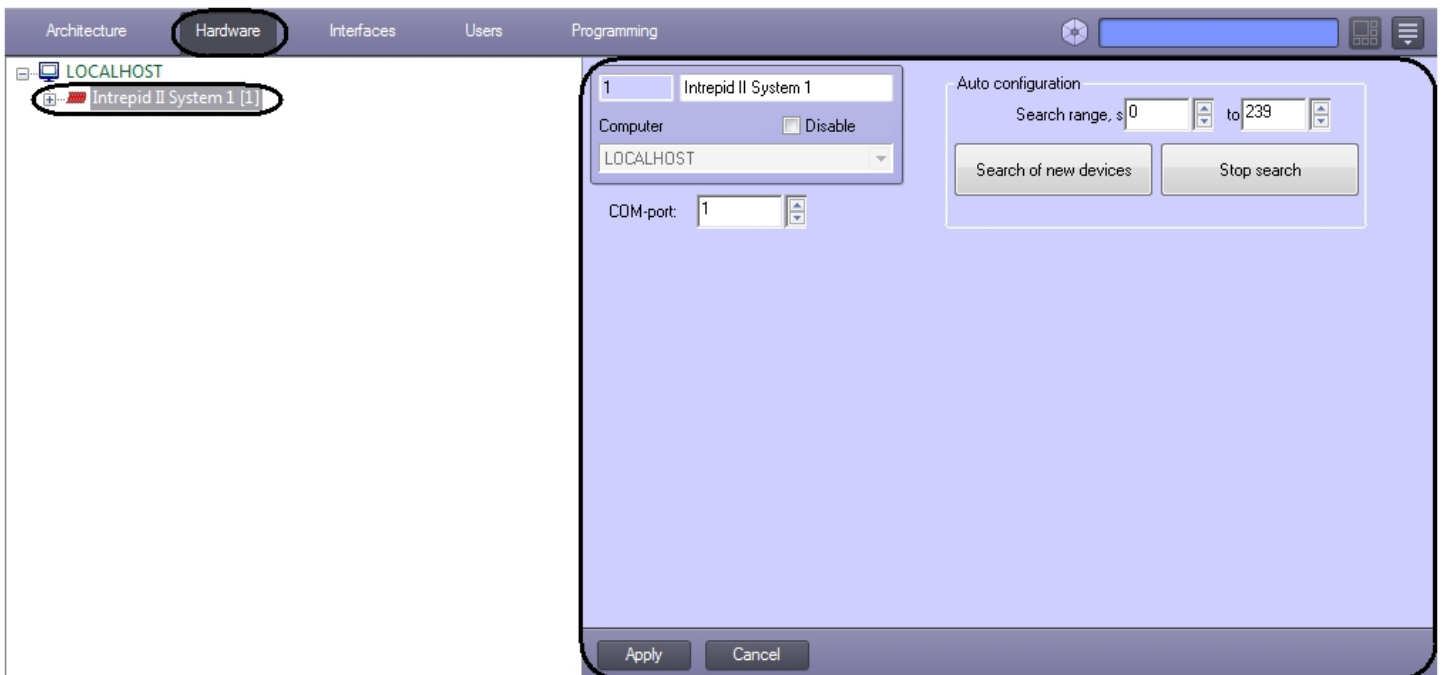 Architecture Hardware Interfaces Users Programming
LOCALHOST
Intrepid II System 1 [1]
1 Intrepid II System 1
Computer Disable
LOCALHOST
COM-port: 1
Auto configuration
Search range, s 0 to 239
Search of new devices Stop search
Apply Cancel